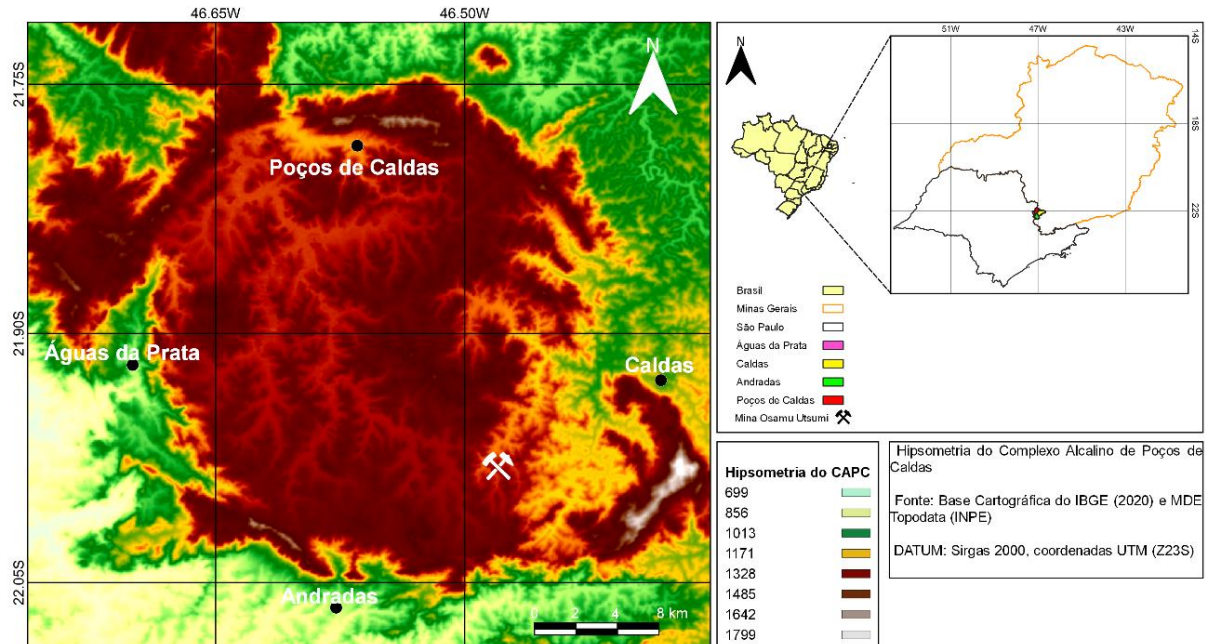 46.65W
46.50W
21.75S
21.90S
22.05S
N
Poços de Caldas
Águas da Prata
Caldas
Andradas
0 2 4 8 km
N
51W
47W
43W
14S
18S
22S
Brasil
Minas Gerais
São Paulo
Águas da Prata
Caldas
Andradas
Poços de Caldas
Mina Osamu Utsumi
Hipsometria do CAPC
699
856
1013
1171
1328
1485
1642
1799
Hipsometria do Complexo Alcalino de Poços de
Caldas
Fonte: Base Cartográfica do IBGE (2020) e MDE
Topodata (INPE)
DATUM: Sirgas 2000, coordenadas UTM (Z23S)